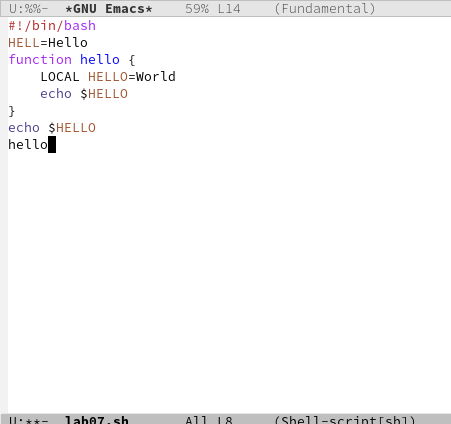 U:%%-  *GNU Emacs*    59% L14    (Fundamental)
#!/bin/bash
HELL=Hello
function hello {
    LOCAL HELLO=World
    echo $HELLO
}
echo $HELLO
hello
U:**-  lab07.sh       All L8     (Shell-script[sh])